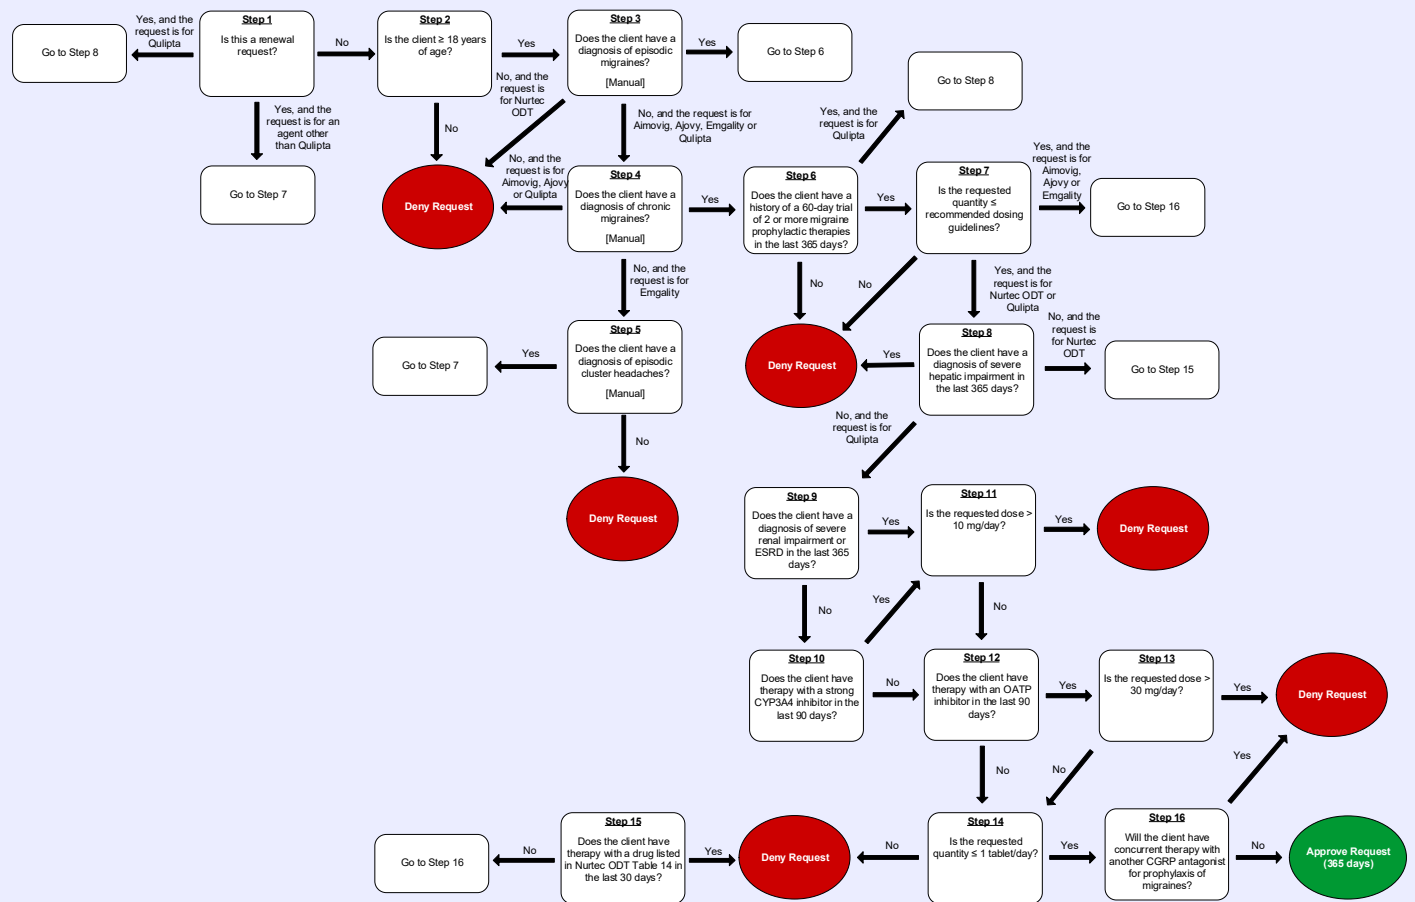 Step 1
Is this a renewal
request?
Yes, and the
request is for
Qulipta
Go to Step 8
No
Yes, and the
request is for an
agent other
than Qulipta
Go to Step 7
Step 2
Is the client ≥ 18 years
of age?
Yes
No
Deny Request
Step 3
Does the client have a
diagnosis of episodic
migraines?
[Manual]
Yes
Go to Step 6
No, and the
request is
for Nurtec
ODT
No, and the request is for
Aimovig, Ajovy, Emgality or
Qulipta
Step 4
Does the client have a
diagnosis of chronic
migraines?
[Manual]
No, and the
request is for
Aimovig, Ajovy
or Qulipta
Yes
No, and the
request is for
Emgality
Step 5
Does the client have a
diagnosis of episodic
cluster headaches?
[Manual]
Yes
Go to Step 7
No
Deny Request
Step 6
Does the client have a
history of a 60-day trial
of 2 or more migraine
prophylactic therapies
in the last 365 days?
Yes, and the
request is for
Qulipta
Go to Step 8
Yes
No
Deny Request
Step 7
Is the requested
quantity ≤
recommended dosing
guidelines?
Yes, and the
request is for
Aimovig,
Ajovy or
Emgality
Go to Step 16
No
Yes, and the
request is for
Nurtec ODT or
Qulipta
Step 8
Does the client have a
diagnosis of severe
hepatic impairment in
the last 365 days?
Yes
No, and the
request is
for Nurtec
ODT
Go to Step 15
No, and the
request is for
Qulipta
Step 9
Does the client have a
diagnosis of severe
renal impairment or
ESRD in the last 365
days?
Yes
No
Step 11
Is the requested dose >
10 mg/day?
Yes
Deny Request
No
Step 10
Does the client have
therapy with a strong
CYP3A4 inhibitor in the
last 90 days?
Yes
No
Step 12
Does the client have
therapy with an OATP
inhibitor in the last 90
days?
Yes
No
Step 13
Is the requested dose >
30 mg/day?
Yes
Deny Request
No
Step 14
Is the requested
quantity ≤ 1 tablet/day?
No
Yes
Step 15
Does the client have
therapy with a drug listed
in Nurtec ODT Table 14 in
the last 30 days?
No
Go to Step 16
Yes
Deny Request
Step 16
Will the client have
concurrent therapy with
another CGRP antagonist
for prophylaxis of
migraines?
Yes
No
Approve Request
(365 days)